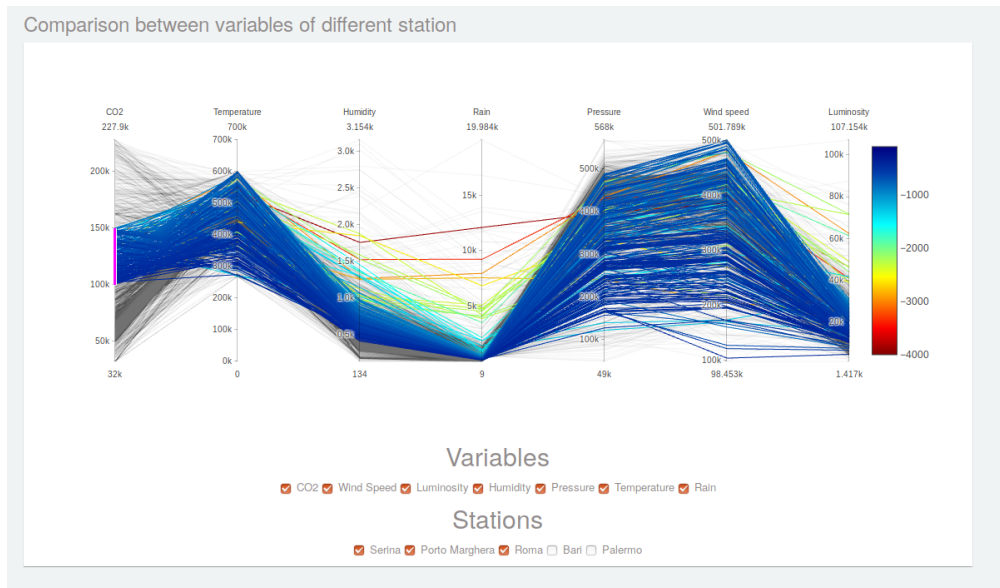 Comparison between variables of different station
CO2 Temperature Humidity Rain Pressure Wind speed Luminosity
227.9k 700k 3.154k 19.984k 568k 501.789k 107.154k
700k
500k
3.0k
100k
600k
500k
200k
15k
2.5k
80k
500k
400k
400k
2.0k
150k
60k
400k
10k
300k
300k
1.5k
300k
40k
100k
1.0k
200k
200k
200k
5k
20k
100k
0.5k
50k
100k
0k
100k
−1000
−2000
−3000
−4000
32k 0 134 9 49k 98.453k 1.417k
Variables
CO2 Wind Speed Luminosity Humidity Pressure Temperature Rain
Stations
Serina Porto Marghera Roma Bari Palermo